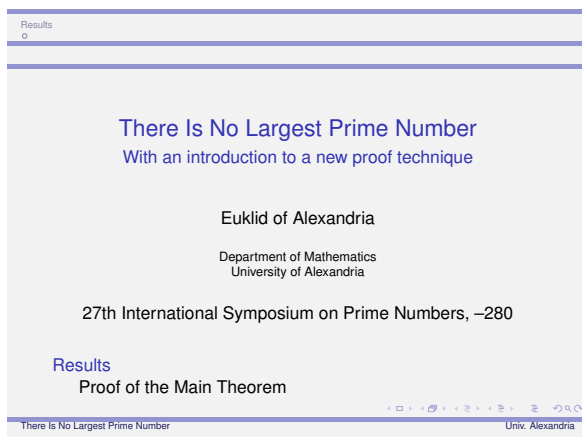 Results
There Is No Largest Prime Number
With an introduction to a new proof technique
Euklid of Alexandria
Department of Mathematics
University of Alexandria
27th International Symposium on Prime Numbers, –280
Results
Proof of the Main Theorem
There Is No Largest Prime Number Univ. Alexandria